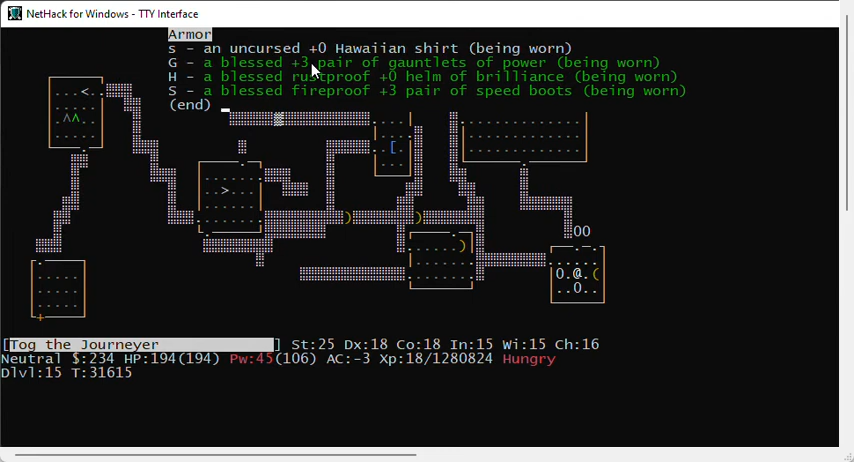 NetHack for Windows - TTY Interface
Armor
s - an uncursed +0 Hawaiian shirt (being worn)
G - a blessed +3 pair of gauntlets of power (being worn)
H - a blessed rustproof +0 helm of brilliance (being worn)
S - a blessed fireproof +3 pair of speed boots (being worn)
(end)
[Tog the Journeyer ] St:25 Dx:18 Co:18 In:15 Wi:15 Ch:16
Neutral $:234 HP:194(194) Pw:45(106) AC:-3 Xp:18/1280824 Hungry
Dlvl:15 T:31615